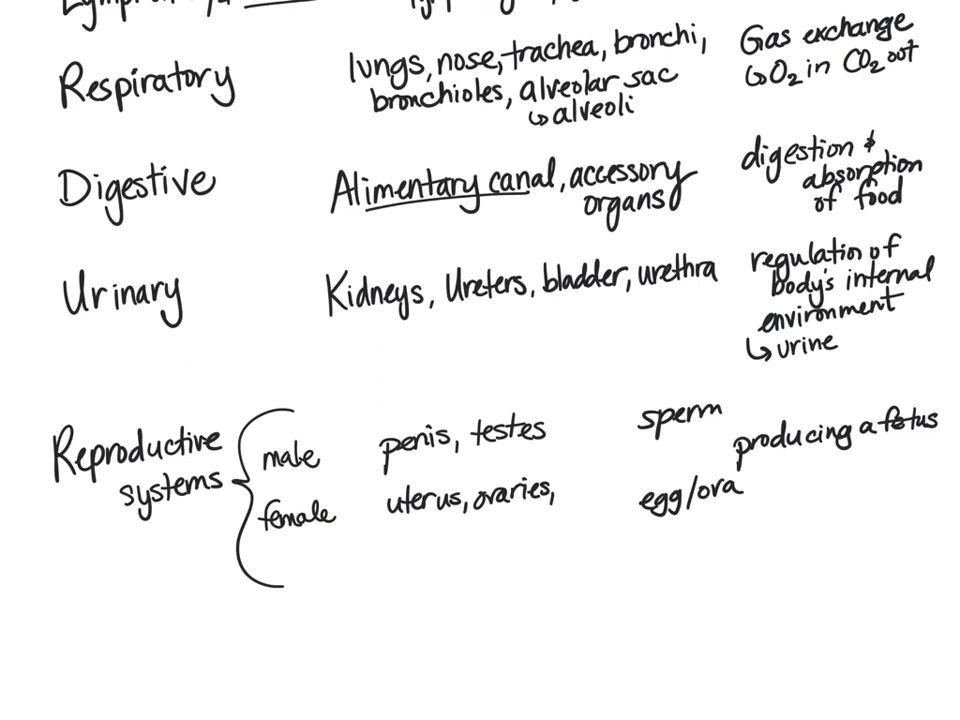 Respiratory
lungs, nose, trachea, bronchi,
bronchioles, alveolar sac
↳alveoli
Gas exchange
↳O₂ in CO₂ out
Digestive
Alimentary canal, accessory
organs
digestion &
absorption
of food
Urinary
Kidneys, Ureters, bladder, urethra
regulation of
body's internal
environment
↳urine
Reproductive
systems
male
penis, testes
sperm
producing a fetus
female
uterus, ovaries,
egg/ova